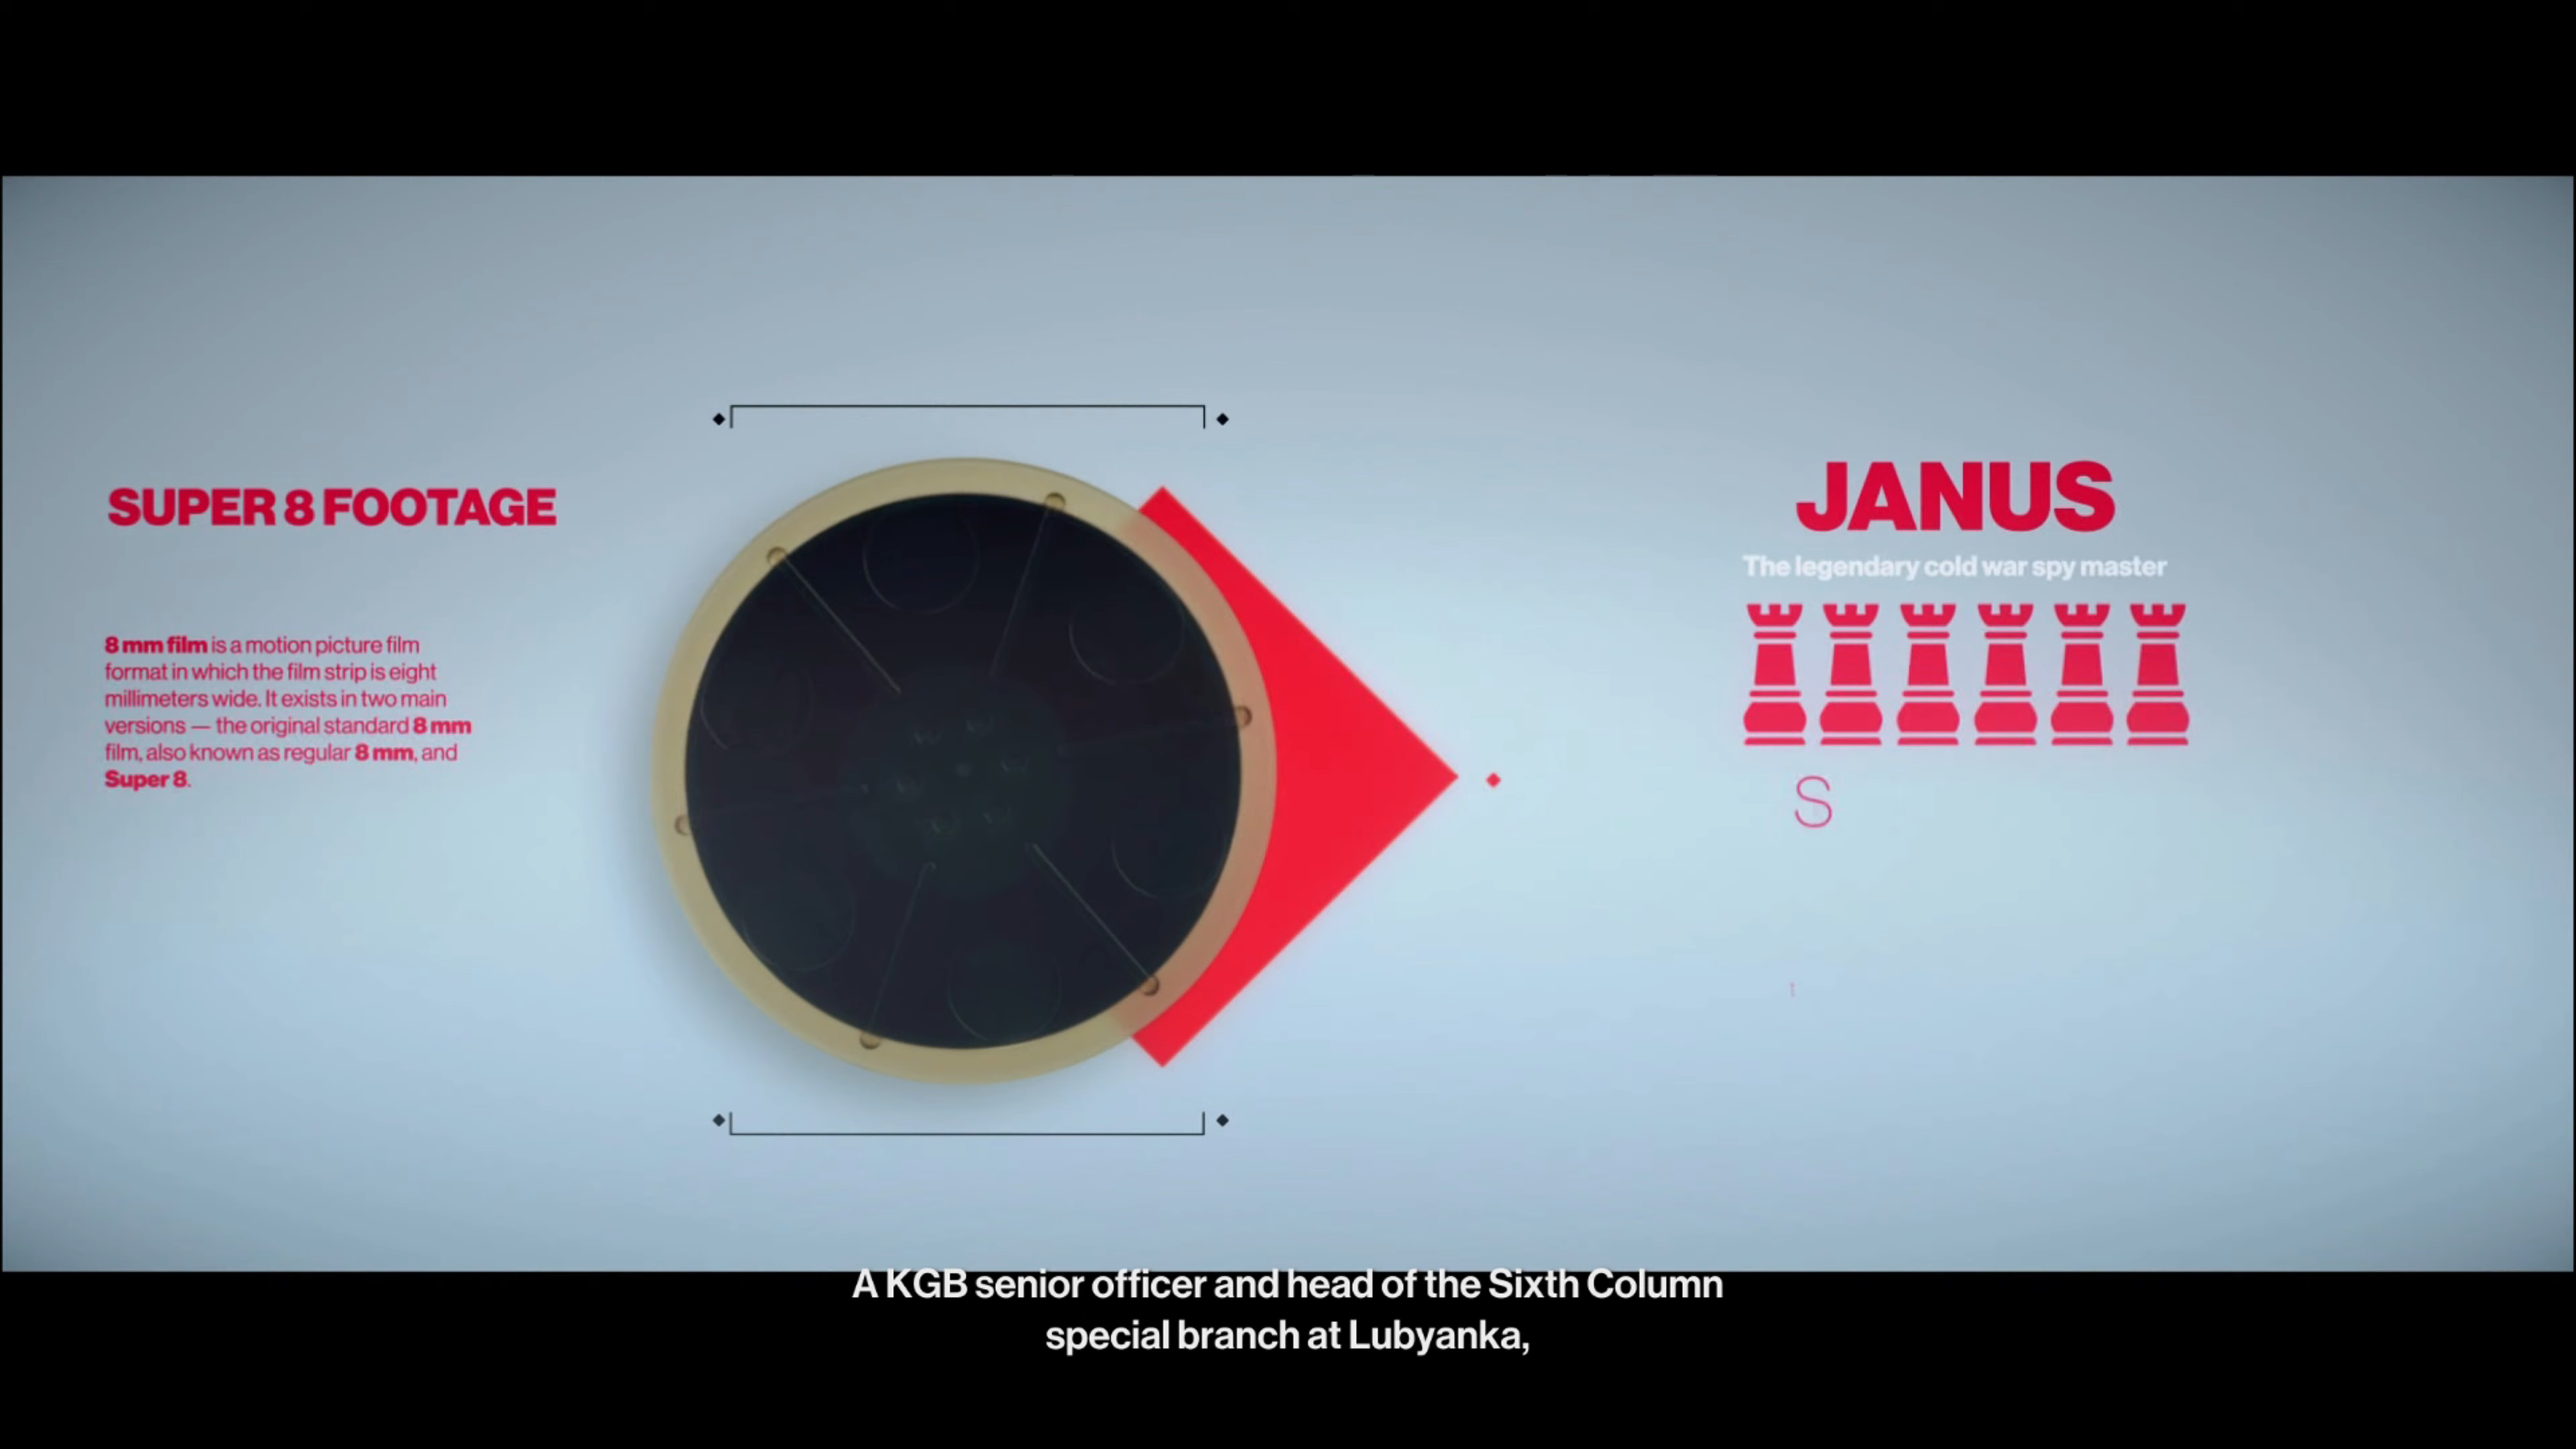 SUPER 8 FOOTAGE
8 mm film is a motion picture film
format in which the film strip is eight
millimeters wide. It exists in two main
versions — the original standard 8 mm
film, also known as regular 8 mm, and
Super 8.
JANUS
The legendary cold war spy master
S
t
A KGB senior officer and head of the Sixth Column
special branch at Lubyanka,